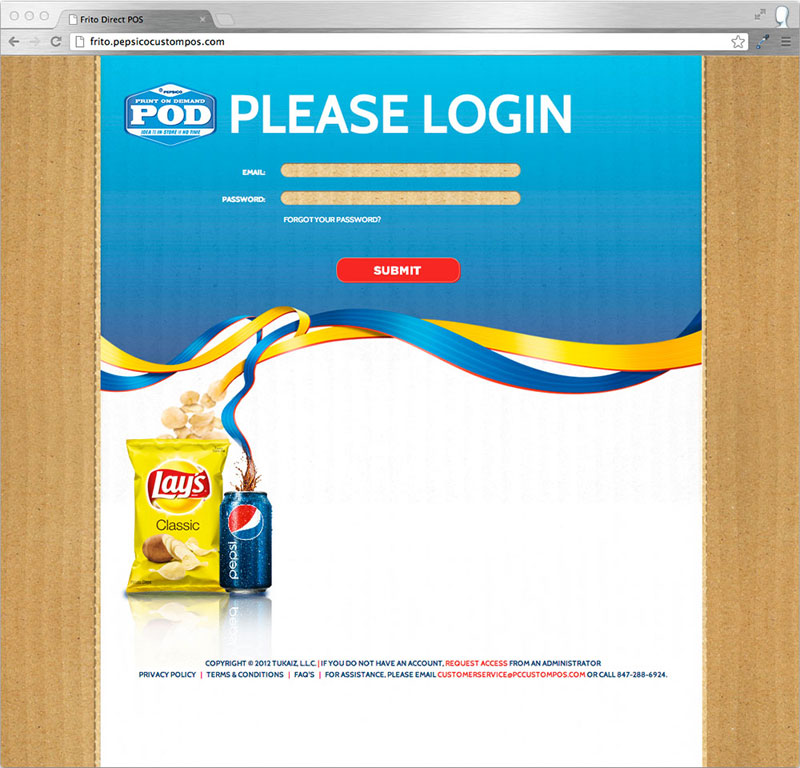 Frito Direct POS
frito.pepsicocustompos.com
PEPSICO
PRINT ON DEMAND
POD
IDEA TO IN STORE IN NO TIME
PLEASE LOGIN
EMAIL:
PASSWORD:
FORGOT YOUR PASSWORD?
SUBMIT
Lay's
Classic
pepsi
COPYRIGHT © 2012 TUKAIZ, L.L.C. | IF YOU DO NOT HAVE AN ACCOUNT, REQUEST ACCESS FROM AN ADMINISTRATOR
PRIVACY POLICY | TERMS & CONDITIONS | FAQ'S | FOR ASSISTANCE, PLEASE EMAIL CUSTOMERSERVICE@PCCUSTOMPOS.COM OR CALL 847-288-6924.